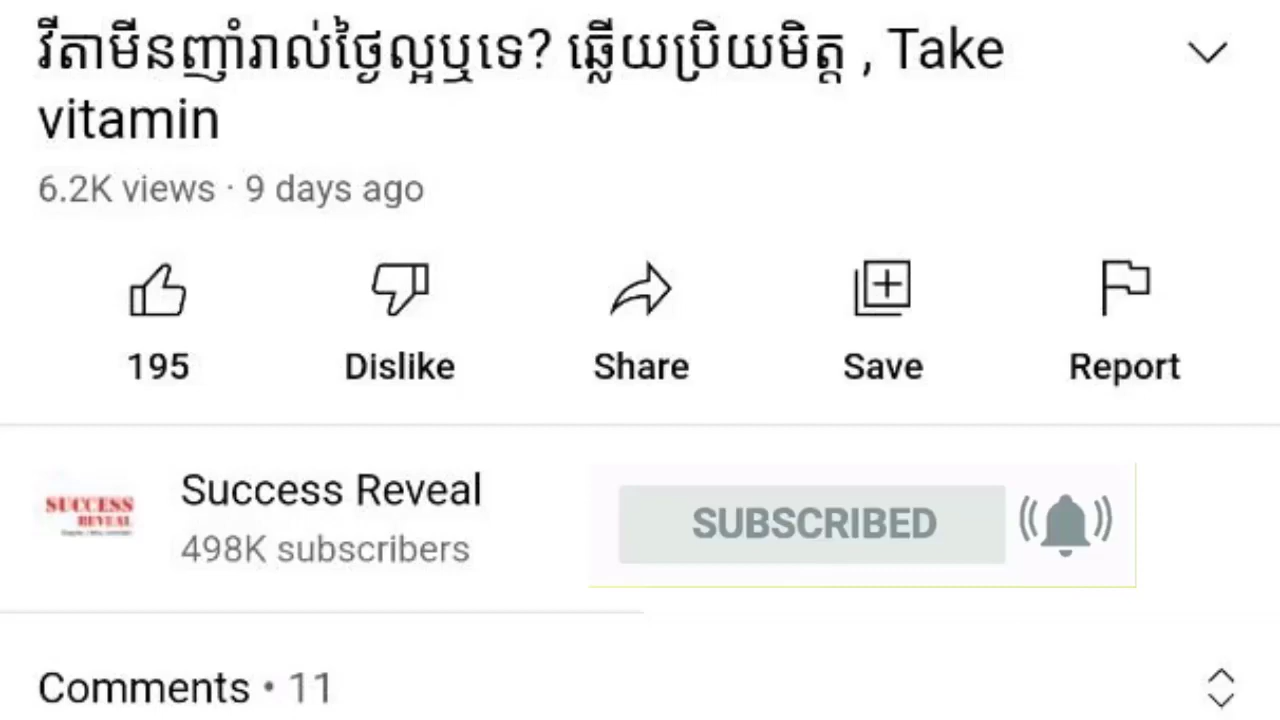 វីតាមីនញ៉ាំរាល់ថ្ងៃល្អឬទេ? ឆ្លើយប្រិយមិត្ត , Take
vitamin
6.2K views · 9 days ago
195
Dislike
Share
Save
Report
SUCCESS
REVEAL
Success Reveal
498K subscribers
SUBSCRIBED
Comments • 11